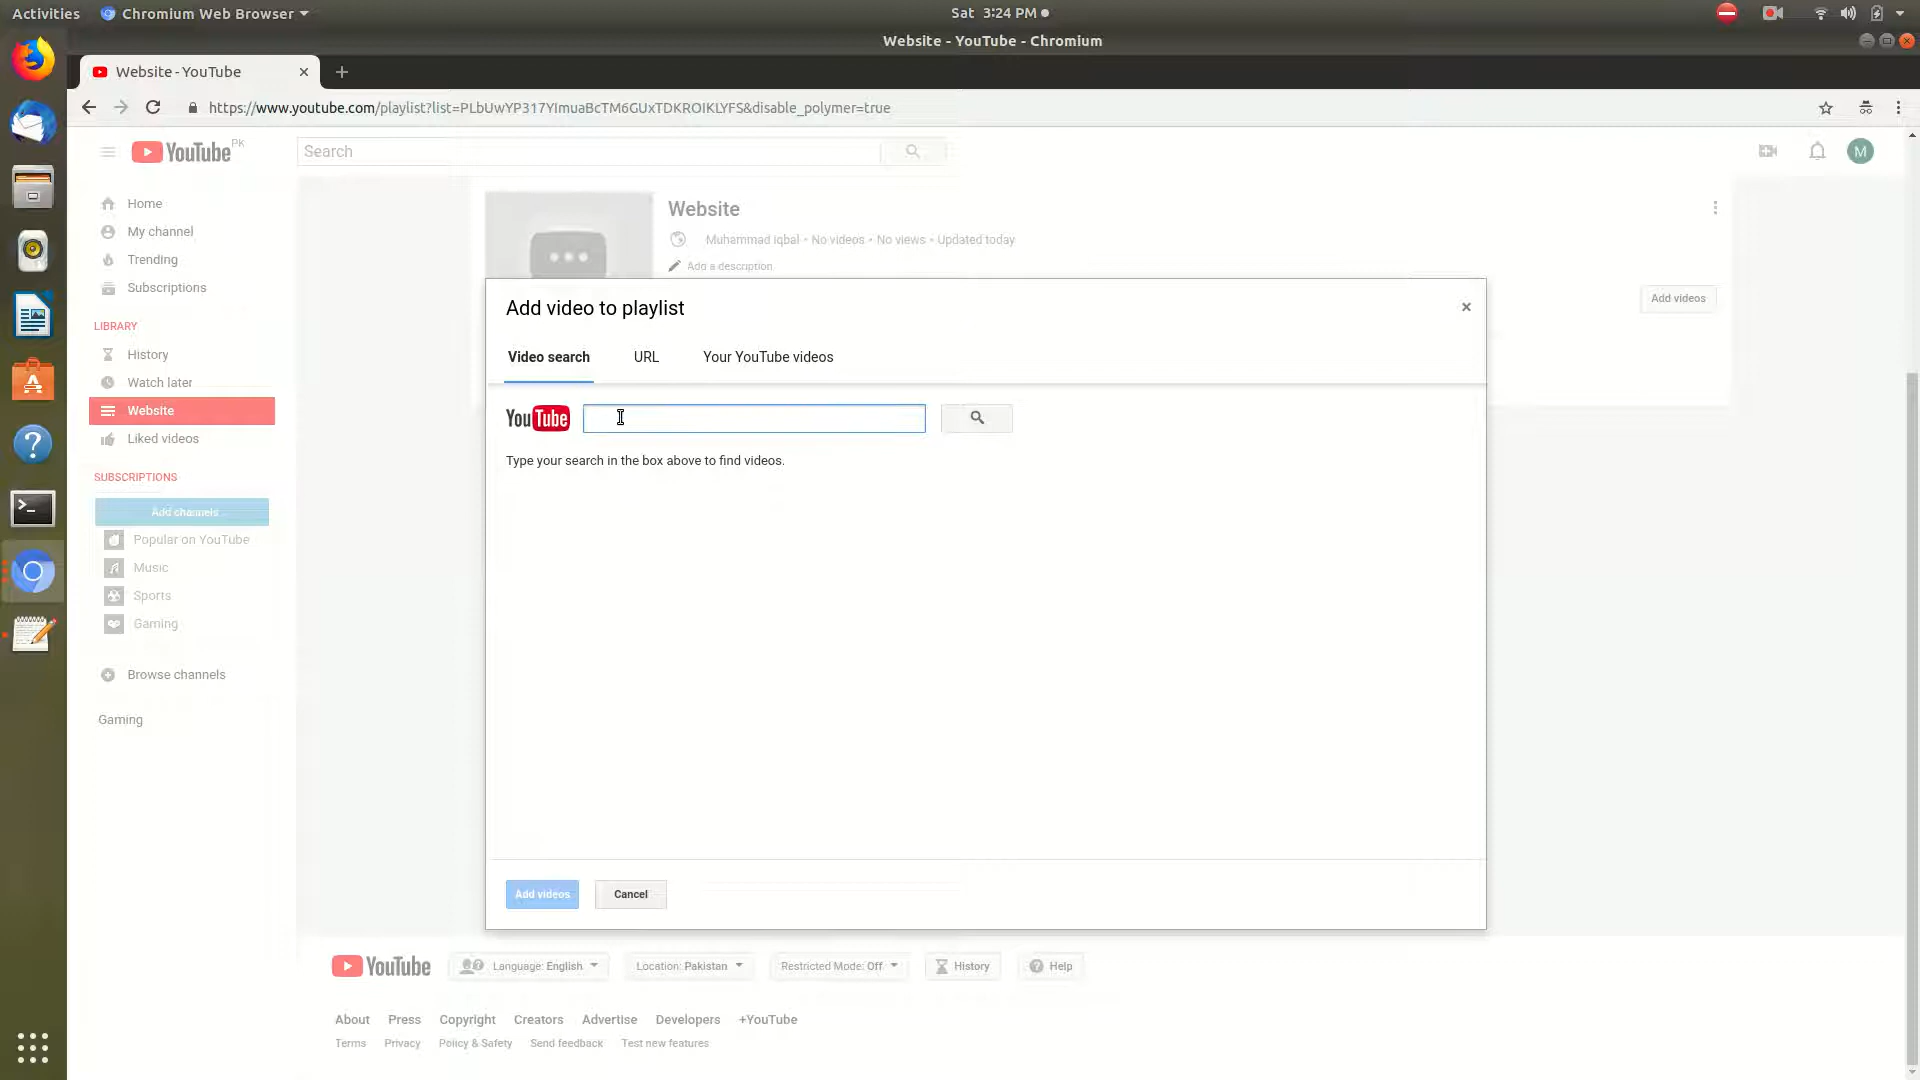 Activities
Chromium Web Browser
Sat 3:24 PM
Website - YouTube - Chromium
Website - YouTube
https://www.youtube.com/playlist?list=PLbUwYP317YImuaBcTM6GUxTDKROIKLYFS&disable_polymer=true
YouTube PK
Search
M
Home
My channel
Trending
Subscriptions
LIBRARY
History
Watch later
Website
Liked videos
SUBSCRIPTIONS
Add channels
Popular on YouTube
Music
Sports
Gaming
Browse channels
Gaming
Website
Muhammad iqbal • No videos • No views • Updated today
Add a description
Add videos
Add video to playlist
Video search
URL
Your YouTube videos
YouTube
Type your search in the box above to find videos.
Add videos
Cancel
YouTube
Language: English
Location: Pakistan
Restricted Mode: Off
History
Help
About Press Copyright Creators Advertise Developers +YouTube
Terms Privacy Policy & Safety Send feedback Test new features